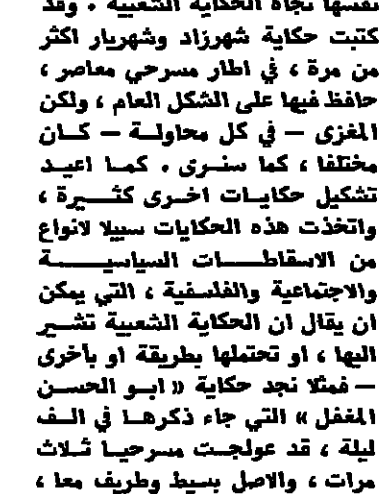 نفسها تجاه الحكاية الشعبية . وقد
كتبت حكاية شهرزاد وشهريار اكثر
من مرة ، في اطار مسرحي معاصر ،
حافظ فيها على الشكل العام ، ولكن
المغزى — في كل محاولة — كان
مختلفا ، كما سنرى . كما اعيد
تشكيل حكايات اخرى كثيرة ،
واتخذت هذه الحكايات سبيلا لانواع
من الاسقاطات السياسية
والاجتماعية والفلسفية ، التي يمكن
ان يقال ان الحكاية الشعبية تشير
اليها ، او تحتملها بطريقة او بأخرى
— فمثلا نجد حكاية « ابو الحسن
المغفل » التي جاء ذكرها في الف
ليلة ، قد عولجت مسرحيا ثلاث
مرات ، والاصل بسيط وطريف معا ،